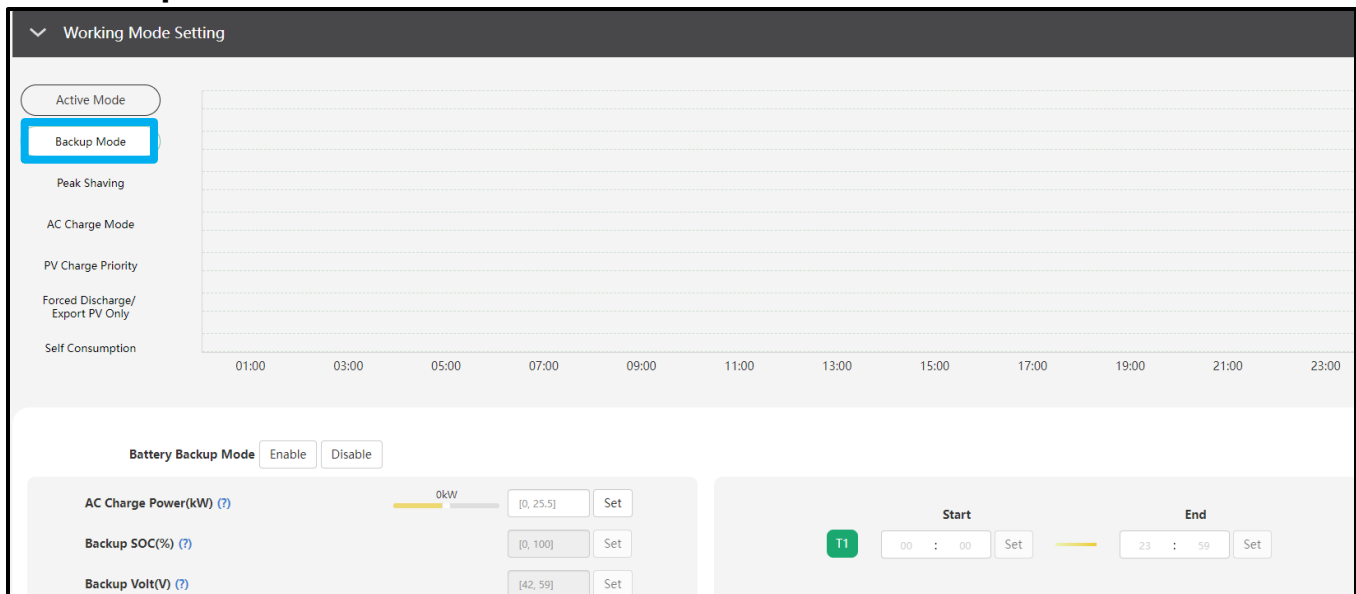 Working Mode Setting
Active Mode
Backup Mode
Peak Shaving
AC Charge Mode
PV Charge Priority
Forced Discharge/
Export PV Only
Self Consumption
01:00 03:00 05:00 07:00 09:00 11:00 13:00 15:00 17:00 19:00 21:00 23:00
Battery Backup Mode Enable Disable
AC Charge Power(kW) (?) 0kW [0, 25.5] Set
Backup SOC(%) (?) [0, 100] Set
Backup Volt(V) (?) [42, 59] Set
Start End
T1 00 : 00 Set 23 : 59 Set